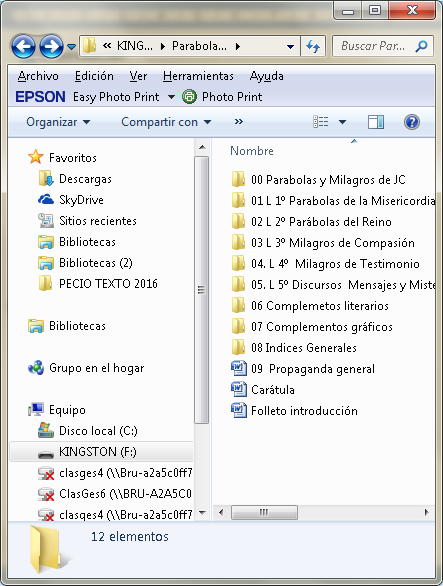 « KING... Parabola... Buscar Par...
Archivo Edición Ver Herramientas Ayuda
EPSON Easy Photo Print Photo Print
Organizar Compartir con »
Favoritos
Descargas
SkyDrive
Sitios recientes
Bibliotecas
Bibliotecas (2)
PECIO TEXTO 2016
Bibliotecas
Grupo en el hogar
Equipo
Disco local (C:)
KINGSTON (F:)
clasges4 (\\Bru-a2a5c0ff7
ClasGes6 (\\BRU-A2A5C0
clasges4 (\\Bru-a2a5c0ff7
Nombre
00 Parabolas y Milagros de JC
01 L 1º Parabolas de la Misericordia
02 L 2º Parábolas del Reino
03 L 3º Milagros de Compasión
04. L 4º Milagros de Testimonio
05. L 5º Discursos Mensajes y Miste
06 Complemetos literarios
07 Complementos gráficos
08 Indices Generales
09 Propaganda general
Carátula
Folleto introducción
12 elementos